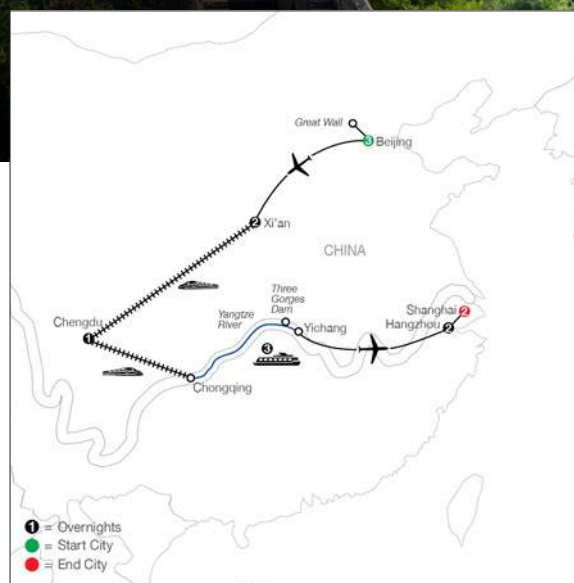 Great Wall
3
Beijing
2
Xi'an
CHINA
Three
Gorges
Dam
Yangtze
River
Yichang
Shanghai
2
Hangzhou
2
Chengdu
1
3
Chongqing
1 = Overnights
= Start City
= End City